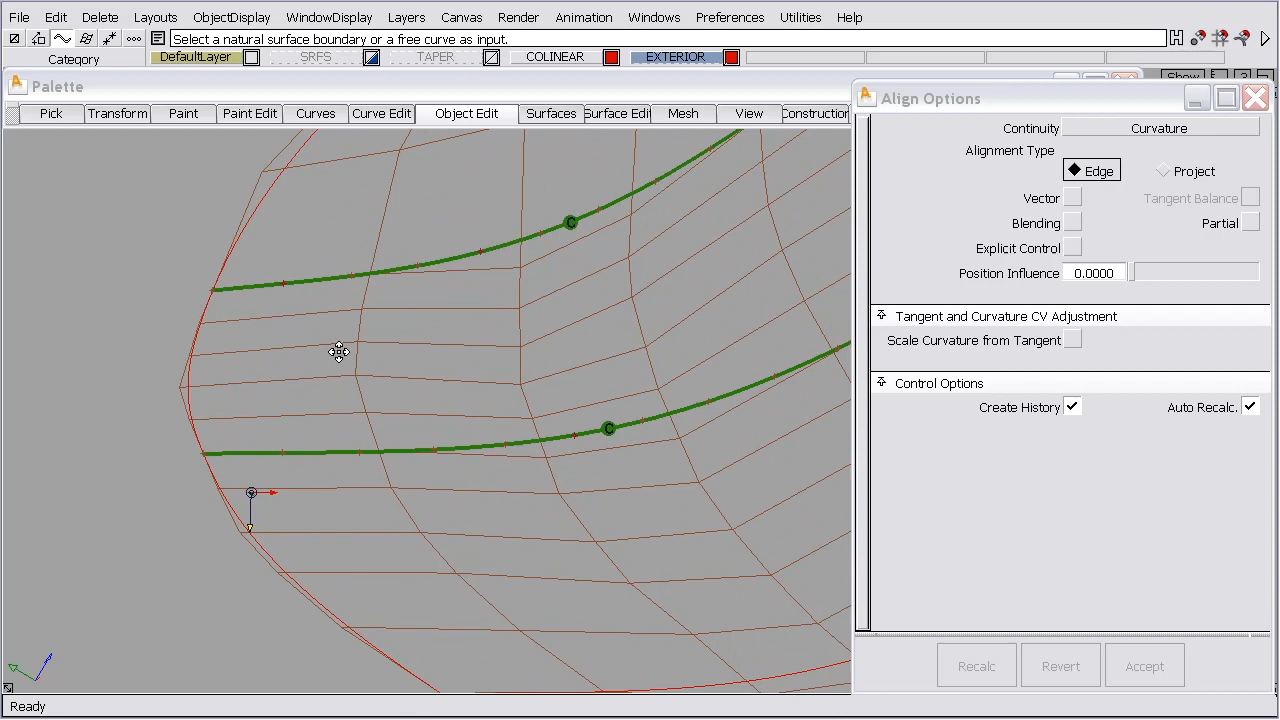 File Edit Delete Layouts ObjectDisplay WindowDisplay Layers Canvas Render Animation Windows Preferences Utilities Help
Select a natural surface boundary or a free curve as input.
Category DefaultLayer SRFS TAPER COLINEAR EXTERIOR
Show
Palette
Pick Transform Paint Paint Edit Curves Curve Edit Object Edit Surfaces Surface Edi Mesh View Construction
Align Options
Continuity Curvature
Alignment Type
Edge Project
Vector Tangent Balance
Blending Partial
Explicit Control
Position Influence 0.0000
Tangent and Curvature CV Adjustment
Scale Curvature from Tangent
Control Options
Create History Auto Recalc.
C
C
Recalc Revert Accept
Ready